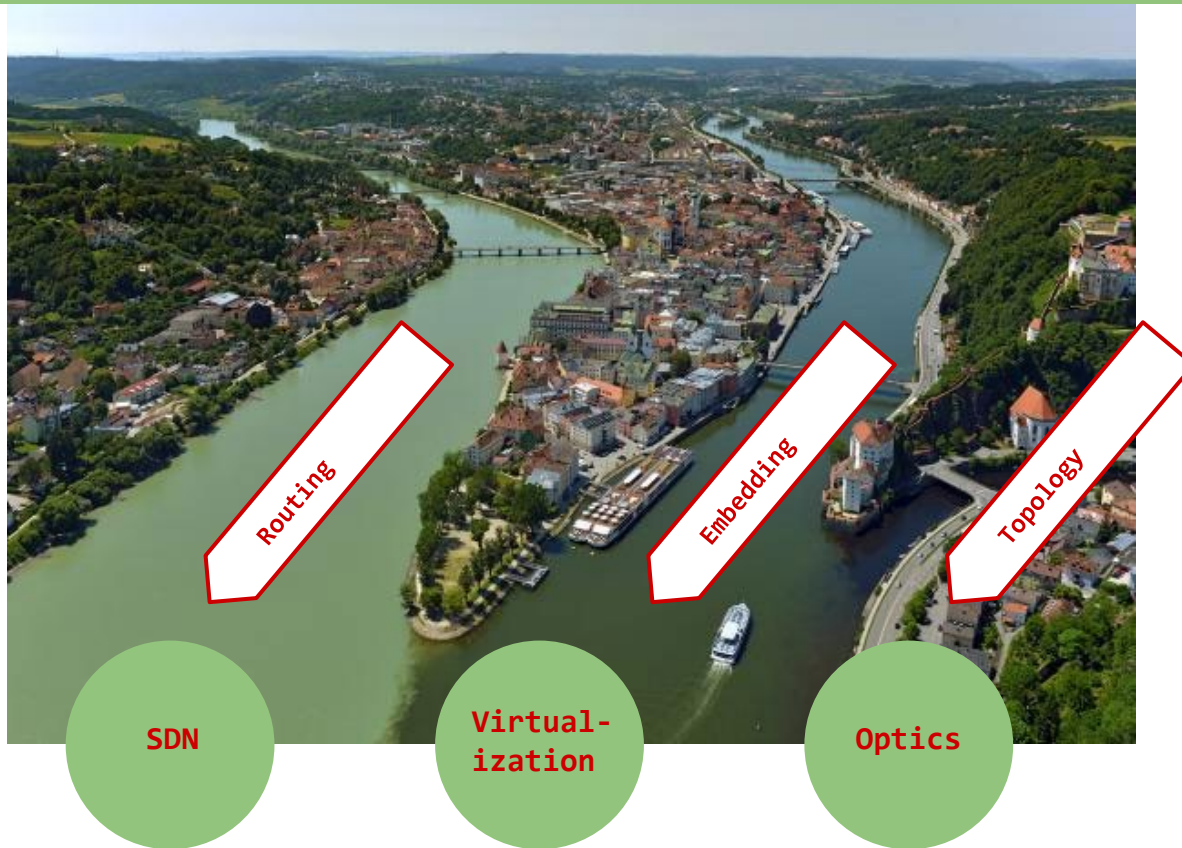 Routing
Embedding
Topology
SDN
Virtual-
ization
Optics